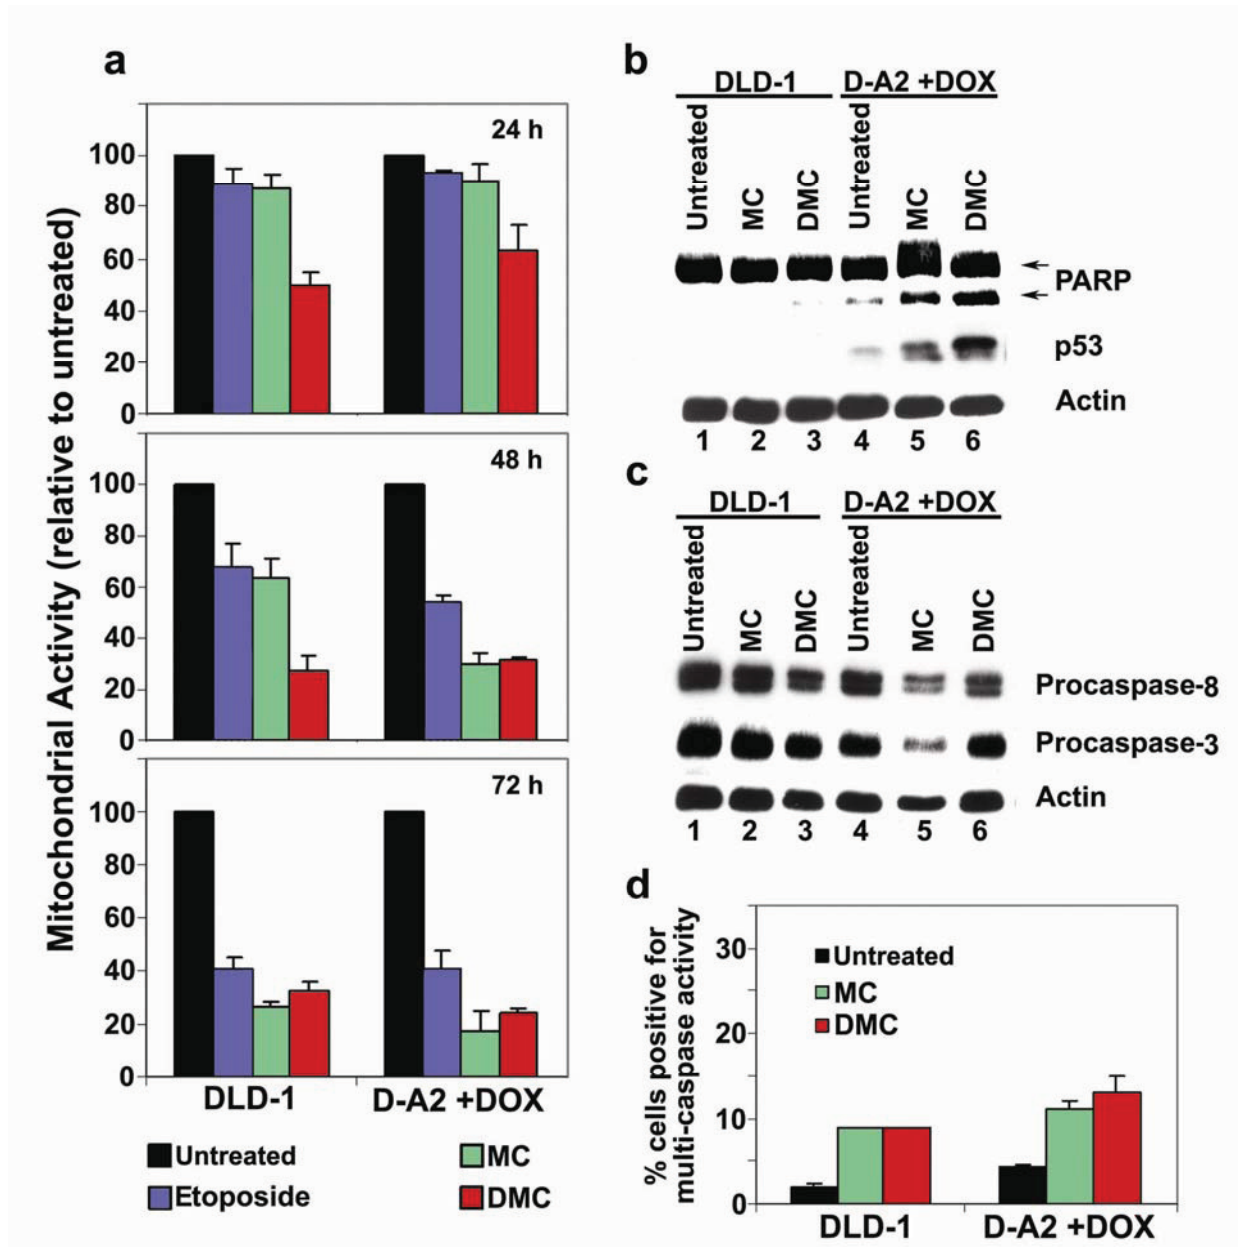 a
Mitochondrial Activity (relative to untreated)
24 h
100
80
60
40
20
0
48 h
100
80
60
40
20
0
72 h
100
80
60
40
20
0
DLD-1 D-A2 +DOX
Untreated MC
Etoposide DMC
b
DLD-1 D-A2 +DOX
Untreated MC DMC Untreated MC DMC
PARP
p53
Actin
1 2 3 4 5 6
c
DLD-1 D-A2 +DOX
Untreated MC DMC Untreated MC DMC
Procaspase-8
Procaspase-3
Actin
1 2 3 4 5 6
d
% cells positive for
multi-caspase activity
30
20
10
0
Untreated
MC
DMC
DLD-1 D-A2 +DOX